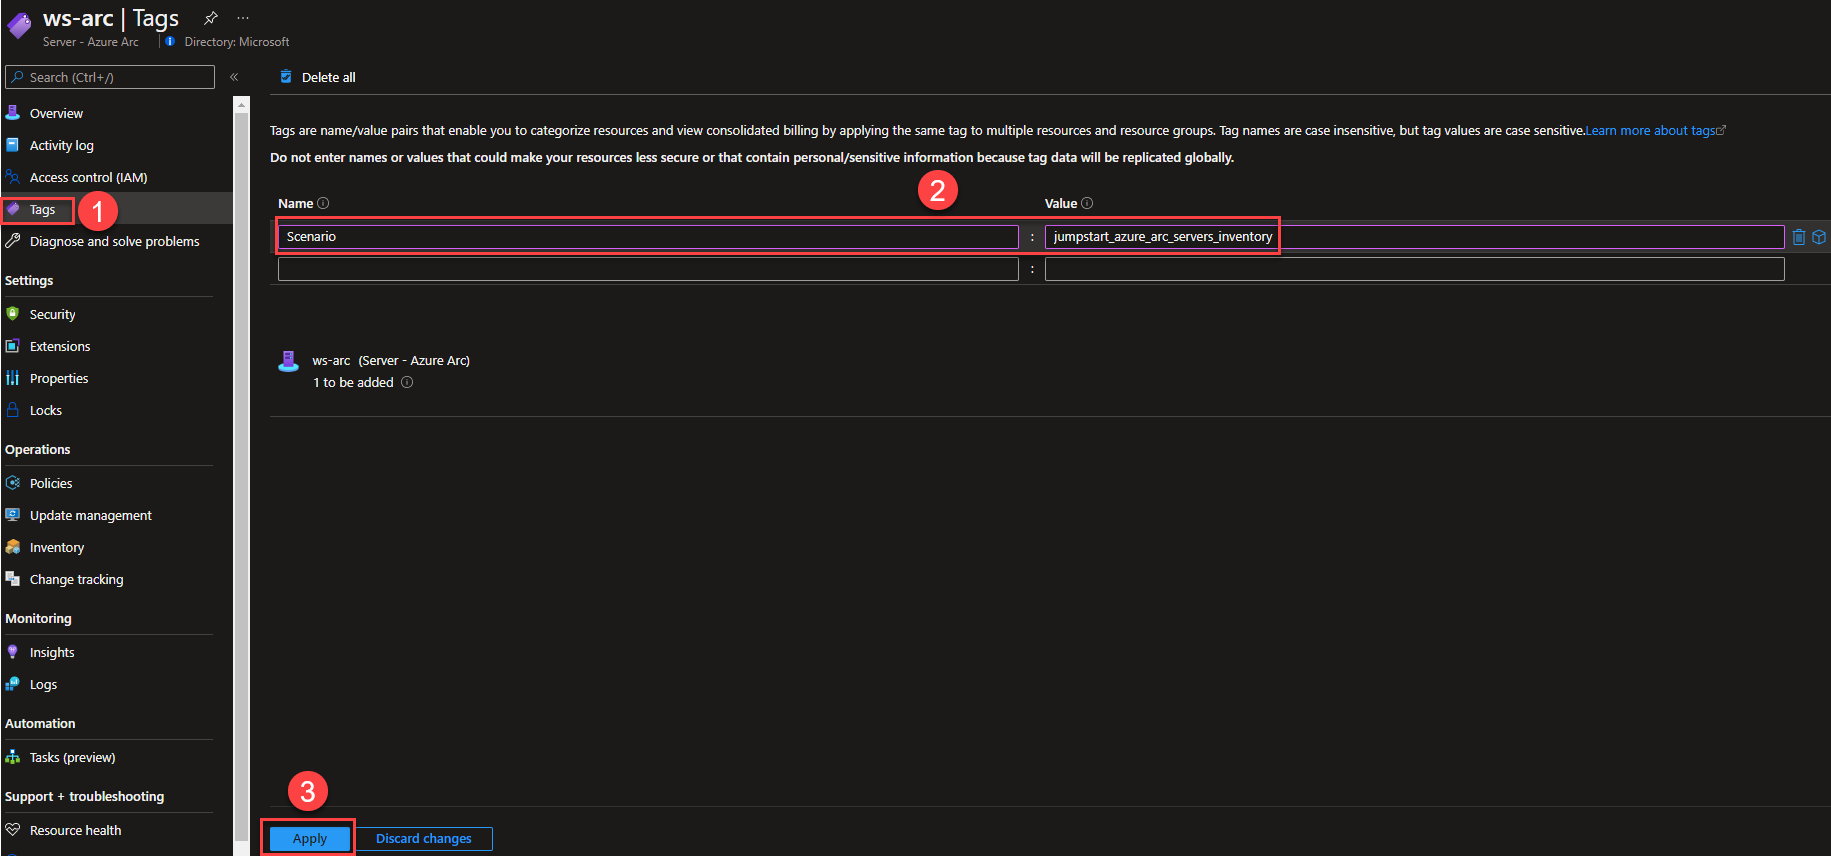 ws-arc | Tags
Server - Azure Arc
Directory: Microsoft
Search (Ctrl+/)
Overview
Activity log
Access control (IAM)
Tags
1
Diagnose and solve problems
Settings
Security
Extensions
Properties
Locks
Operations
Policies
Update management
Inventory
Change tracking
Monitoring
Insights
Logs
Automation
Tasks (preview)
Support + troubleshooting
Resource health
Delete all
Tags are name/value pairs that enable you to categorize resources and view consolidated billing by applying the same tag to multiple resources and resource groups. Tag names are case insensitive, but tag values are case sensitive.Learn more about tags
Do not enter names or values that could make your resources less secure or that contain personal/sensitive information because tag data will be replicated globally.
2
Name Value
Scenario : jumpstart_azure_arc_servers_inventory
:
ws-arc (Server - Azure Arc)
1 to be added
3
Apply Discard changes